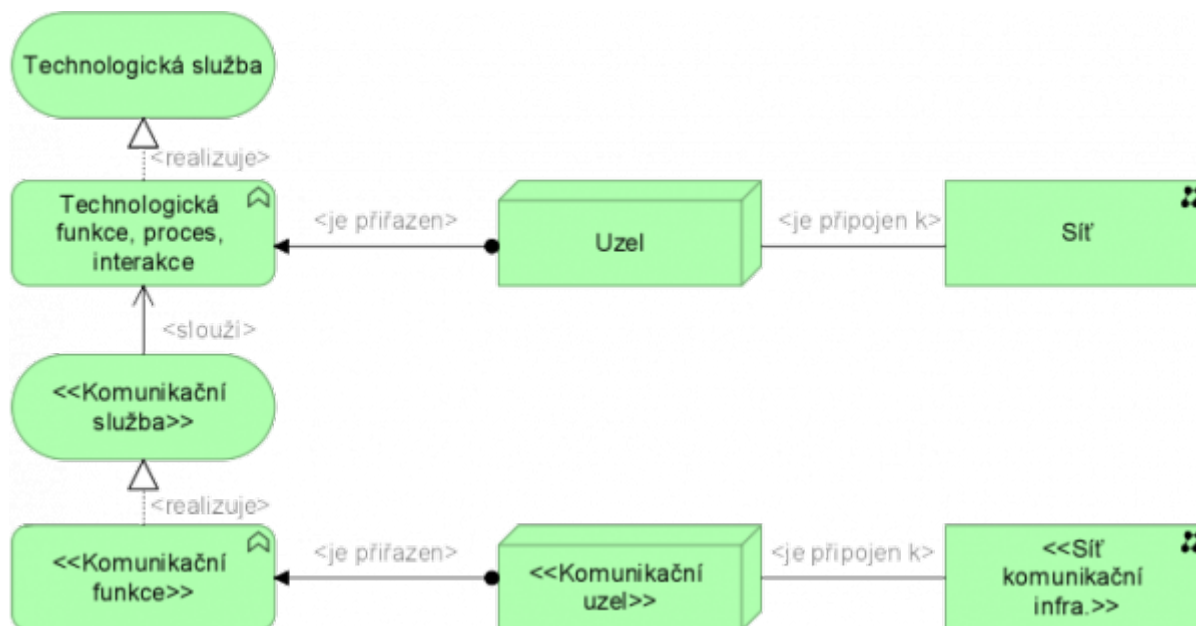 Technologická služba
<realizuje>
Technologická
funkce, proces,
interakce
<je přiřazen>
Uzel
<je připojen k>
Síť
<slouží>
<<Komunikační
služba>>
<realizuje>
<<Komunikační
funkce>>
<je přiřazen>
<<Komunikační
uzel>>
<je připojen k>
<<Síť
komunikační
infra.>>